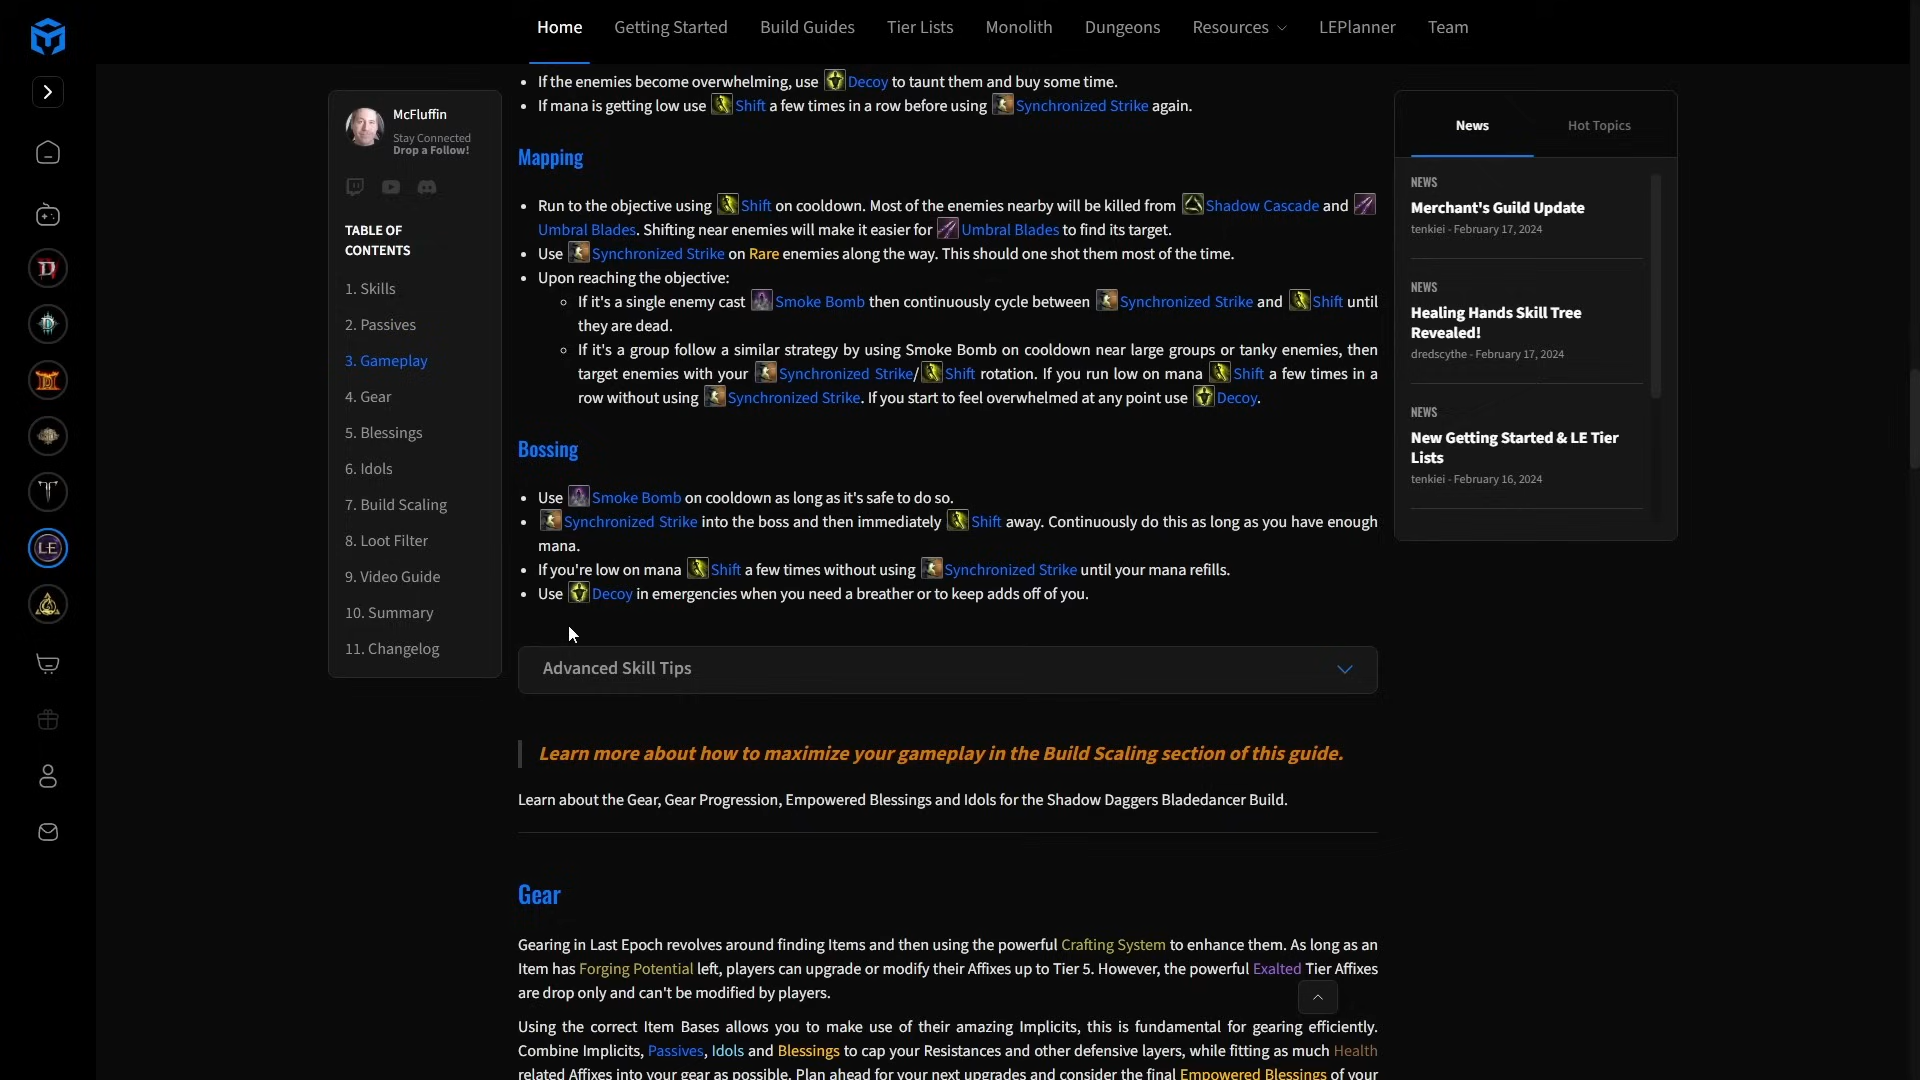 Home
Getting Started
Build Guides
Tier Lists
Monolith
Dungeons
Resources
LEPlanner
Team
McFluffin
Stay Connected
Drop a Follow!
TABLE OF
CONTENTS
1. Skills
2. Passives
3. Gameplay
4. Gear
5. Blessings
6. Idols
7. Build Scaling
8. Loot Filter
9. Video Guide
10. Summary
11. Changelog
If the enemies become overwhelming, use Decoy to taunt them and buy some time.
If mana is getting low use Shift a few times in a row before using Synchronized Strike again.
Mapping
Run to the objective using Shift on cooldown. Most of the enemies nearby will be killed from Shadow Cascade and
Umbral Blades. Shifting near enemies will make it easier for Umbral Blades to find its target.
Use Synchronized Strike on Rare enemies along the way. This should one shot them most of the time.
Upon reaching the objective:
If it's a single enemy cast Smoke Bomb then continuously cycle between Synchronized Strike and Shift until
they are dead.
If it's a group follow a similar strategy by using Smoke Bomb on cooldown near large groups or tanky enemies, then
target enemies with your Synchronized Strike/ Shift rotation. If you run low on mana Shift a few times in a
row without using Synchronized Strike. If you start to feel overwhelmed at any point use Decoy.
Bossing
Use Smoke Bomb on cooldown as long as it's safe to do so.
Synchronized Strike into the boss and then immediately Shift away. Continuously do this as long as you have enough
mana.
If you're low on mana Shift a few times without using Synchronized Strike until your mana refills.
Use Decoy in emergencies when you need a breather or to keep adds off of you.
Advanced Skill Tips
Learn more about how to maximize your gameplay in the Build Scaling section of this guide.
Learn about the Gear, Gear Progression, Empowered Blessings and Idols for the Shadow Daggers Bladedancer Build.
Gear
Gearing in Last Epoch revolves around finding Items and then using the powerful Crafting System to enhance them. As long as an
Item has Forging Potential left, players can upgrade or modify their Affixes up to Tier 5. However, the powerful Exalted Tier Affixes
are drop only and can't be modified by players.
Using the correct Item Bases allows you to make use of their amazing Implicits, this is fundamental for gearing efficiently.
Combine Implicits, Passives, Idols and Blessings to cap your Resistances and other defensive layers, while fitting as much Health
related Affixes into your gear as possible. Plan ahead for your next upgrades and consider the final Empowered Blessings of your
News
Hot Topics
NEWS
Merchant's Guild Update
tenkiei - February 17, 2024
NEWS
Healing Hands Skill Tree
Revealed!
dredscythe - February 17, 2024
NEWS
New Getting Started & LE Tier
Lists
tenkiei - February 16, 2024
D
D
LE